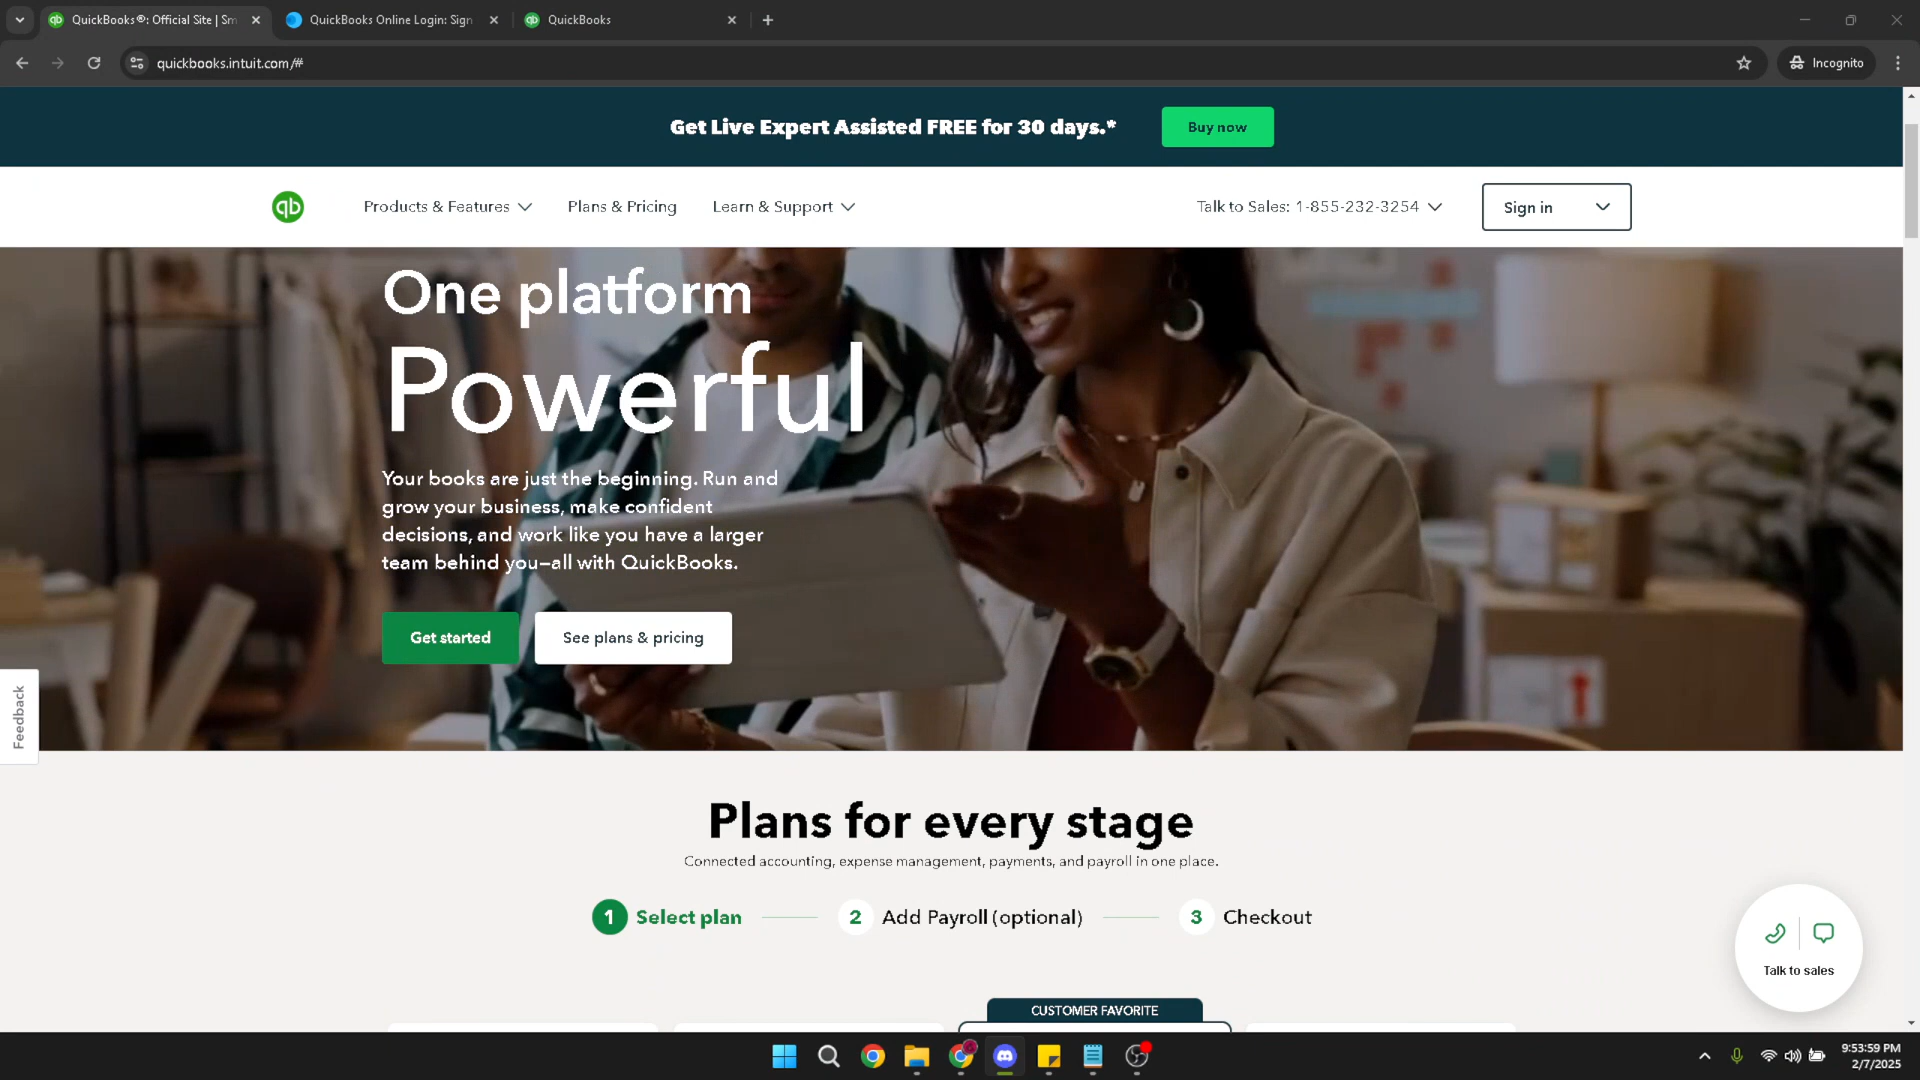 QuickBooks®: Official Site | Sm
QuickBooks Online Login: Sign
QuickBooks
quickbooks.intuit.com/#
Incognito
Get Live Expert Assisted FREE for 30 days.*
Buy now
qb
Products & Features
Plans & Pricing
Learn & Support
Talk to Sales: 1-855-232-3254
Sign in
One platform
Powerful
Your books are just the beginning. Run and
grow your business, make confident
decisions, and work like you have a larger
team behind you—all with QuickBooks.
Get started
See plans & pricing
Feedback
Plans for every stage
Connected accounting, expense management, payments, and payroll in one place.
1 Select plan
2 Add Payroll (optional)
3 Checkout
Talk to sales
CUSTOMER FAVORITE
9:53:59 PM
2/7/2025